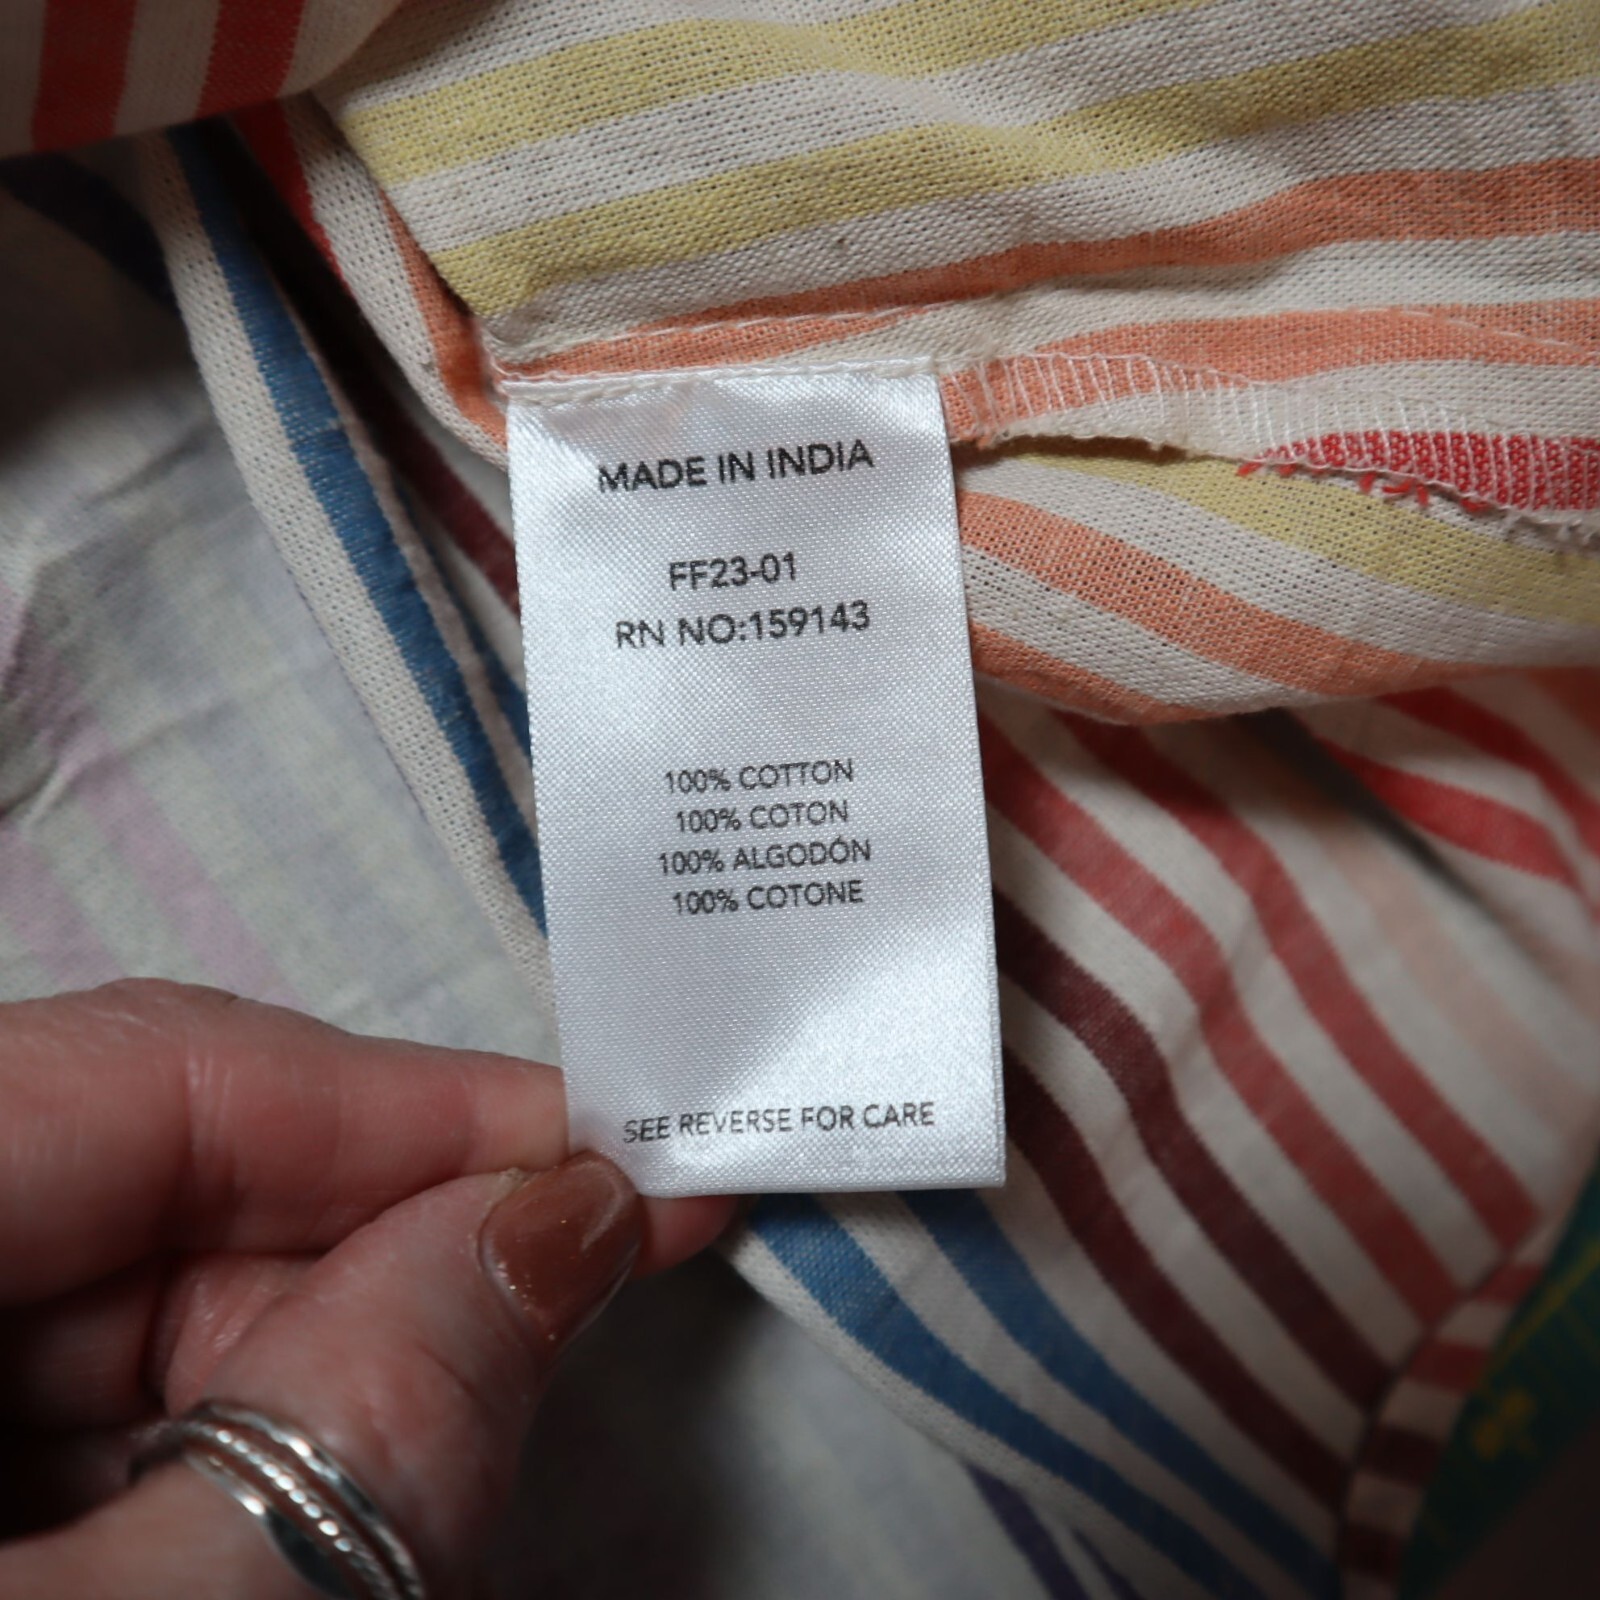 MADE IN INDIA
FF23-01
RN NO:159143
100% COTTON
100% COTON
100% ALGODÓN
100% COTONE
SEE REVERSE FOR CARE